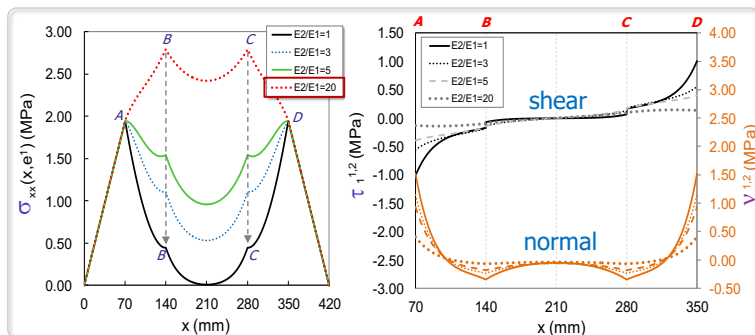 3.00
2.50
2.00
1.50
1.00
0.50
0.00
0 70 140 210 280 350 420
x (mm)
σxx(x,e¹) (MPa)
E2/E1=1
E2/E1=3
E2/E1=5
E2/E1=20
A
B
C
D
B
C
A B C D
1.50
1.00
0.50
0.00
-0.50
-1.00
-1.50
-2.00
-2.50
-3.00
τ₁¹·² (MPa)
E2/E1=1
E2/E1=3
E2/E1=5
E2/E1=20
shear
normal
70 140 210 280 350
x (mm)
4.00
3.50
3.00
2.50
2.00
1.50
1.00
0.50
0.00
-0.50
ν¹·² (MPa)